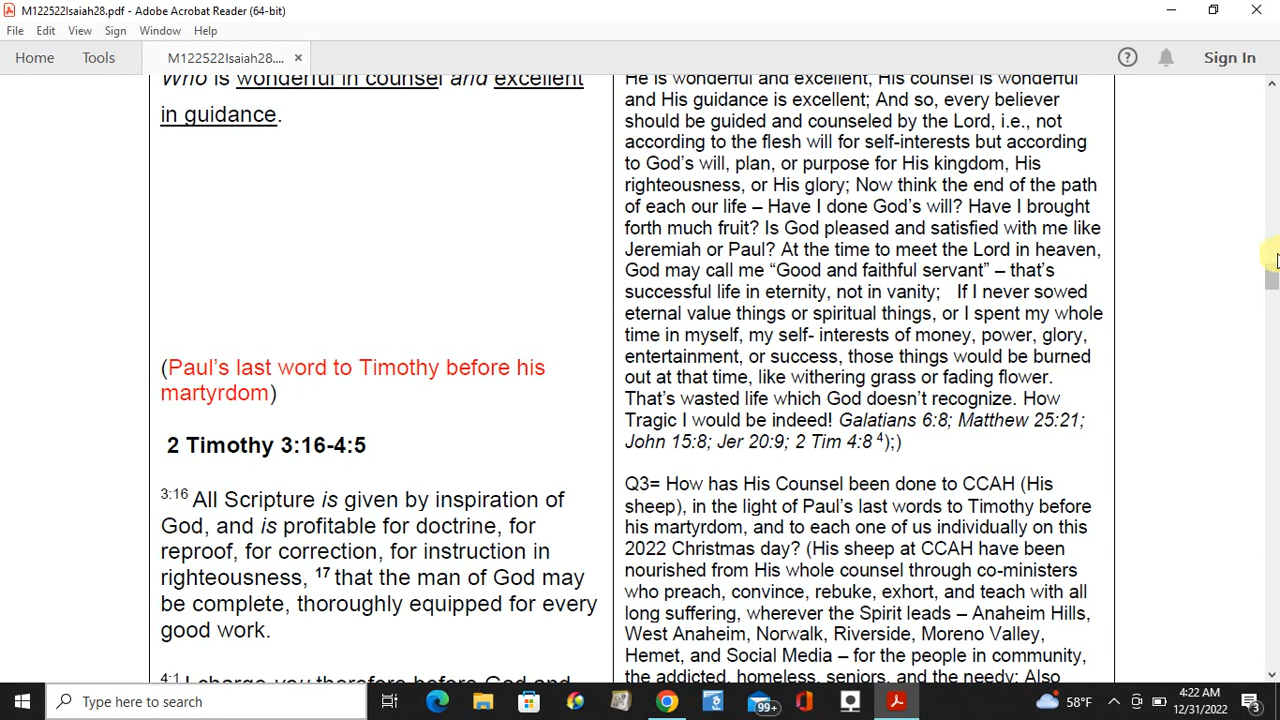 M122522Isaiah28.pdf - Adobe Acrobat Reader (64-bit)
File Edit View Sign Window Help
Home Tools M122522Isaiah28.... × Sign In
Who is wonderful in counsel and excellent
in guidance.
(Paul's last word to Timothy before his
martyrdom)
2 Timothy 3:16-4:5
3:16 All Scripture is given by inspiration of
God, and is profitable for doctrine, for
reproof, for correction, for instruction in
righteousness, 17 that the man of God may
be complete, thoroughly equipped for every
good work.
4:1 I charge you therefore before God and
He is wonderful and excellent, His counsel is wonderful
and His guidance is excellent; And so, every believer
should be guided and counseled by the Lord, i.e., not
according to the flesh will for self-interests but according
to God's will, plan, or purpose for His kingdom, His
righteousness, or His glory; Now think the end of the path
of each our life – Have I done God's will? Have I brought
forth much fruit? Is God pleased and satisfied with me like
Jeremiah or Paul? At the time to meet the Lord in heaven,
God may call me “Good and faithful servant” – that's
successful life in eternity, not in vanity; If I never sowed
eternal value things or spiritual things, or I spent my whole
time in myself, my self- interests of money, power, glory,
entertainment, or success, those things would be burned
out at that time, like withering grass or fading flower.
That's wasted life which God doesn't recognize. How
Tragic I would be indeed! Galatians 6:8; Matthew 25:21;
John 15:8; Jer 20:9; 2 Tim 4:8 4);)
Q3= How has His Counsel been done to CCAH (His
sheep), in the light of Paul's last words to Timothy before
his martyrdom, and to each one of us individually on this
2022 Christmas day? (His sheep at CCAH have been
nourished from His whole counsel through co-ministers
who preach, convince, rebuke, exhort, and teach with all
long suffering, wherever the Spirit leads – Anaheim Hills,
West Anaheim, Norwalk, Riverside, Moreno Valley,
Hemet, and Social Media – for the people in community,
the addicted, homeless, seniors, and the needy; Also
Type here to search
99+
58°F
4:22 AM
12/31/2022
3